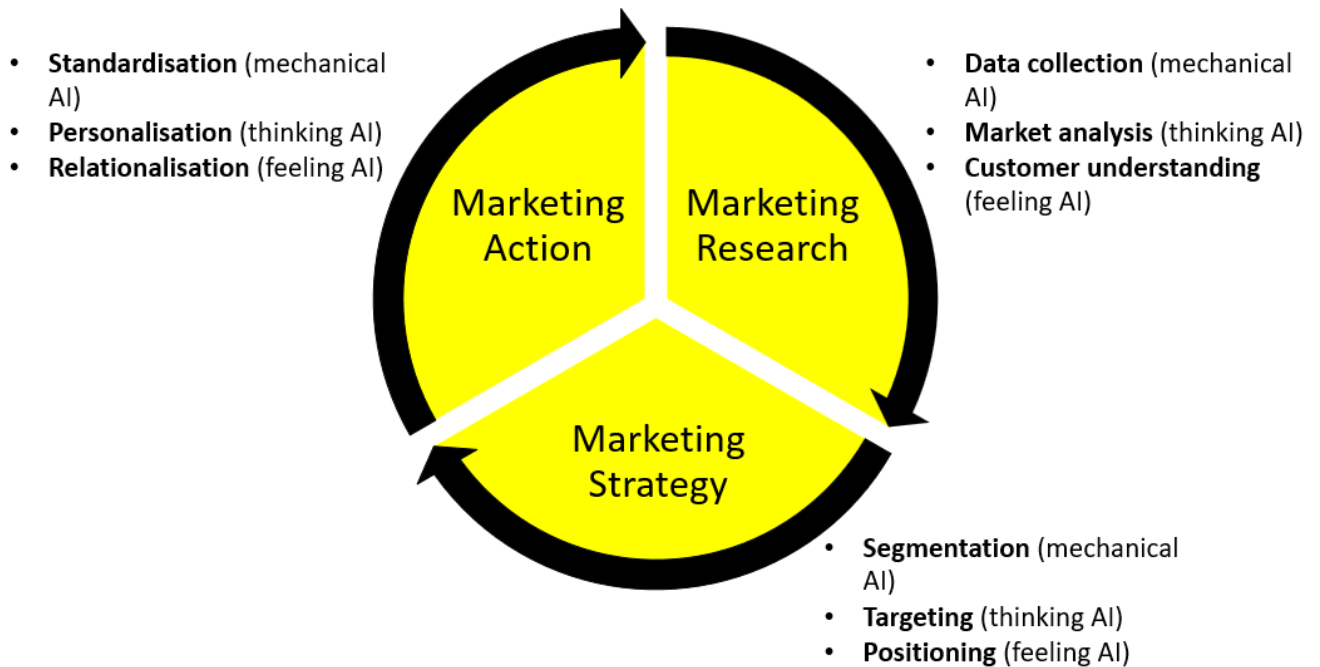 • Standardisation (mechanical
AI)
• Personalisation (thinking AI)
• Relationalisation (feeling AI)
• Data collection (mechanical
AI)
• Market analysis (thinking AI)
• Customer understanding
(feeling AI)
Marketing
Action
Marketing
Research
Marketing
Strategy
• Segmentation (mechanical
AI)
• Targeting (thinking AI)
• Positioning (feeling AI)